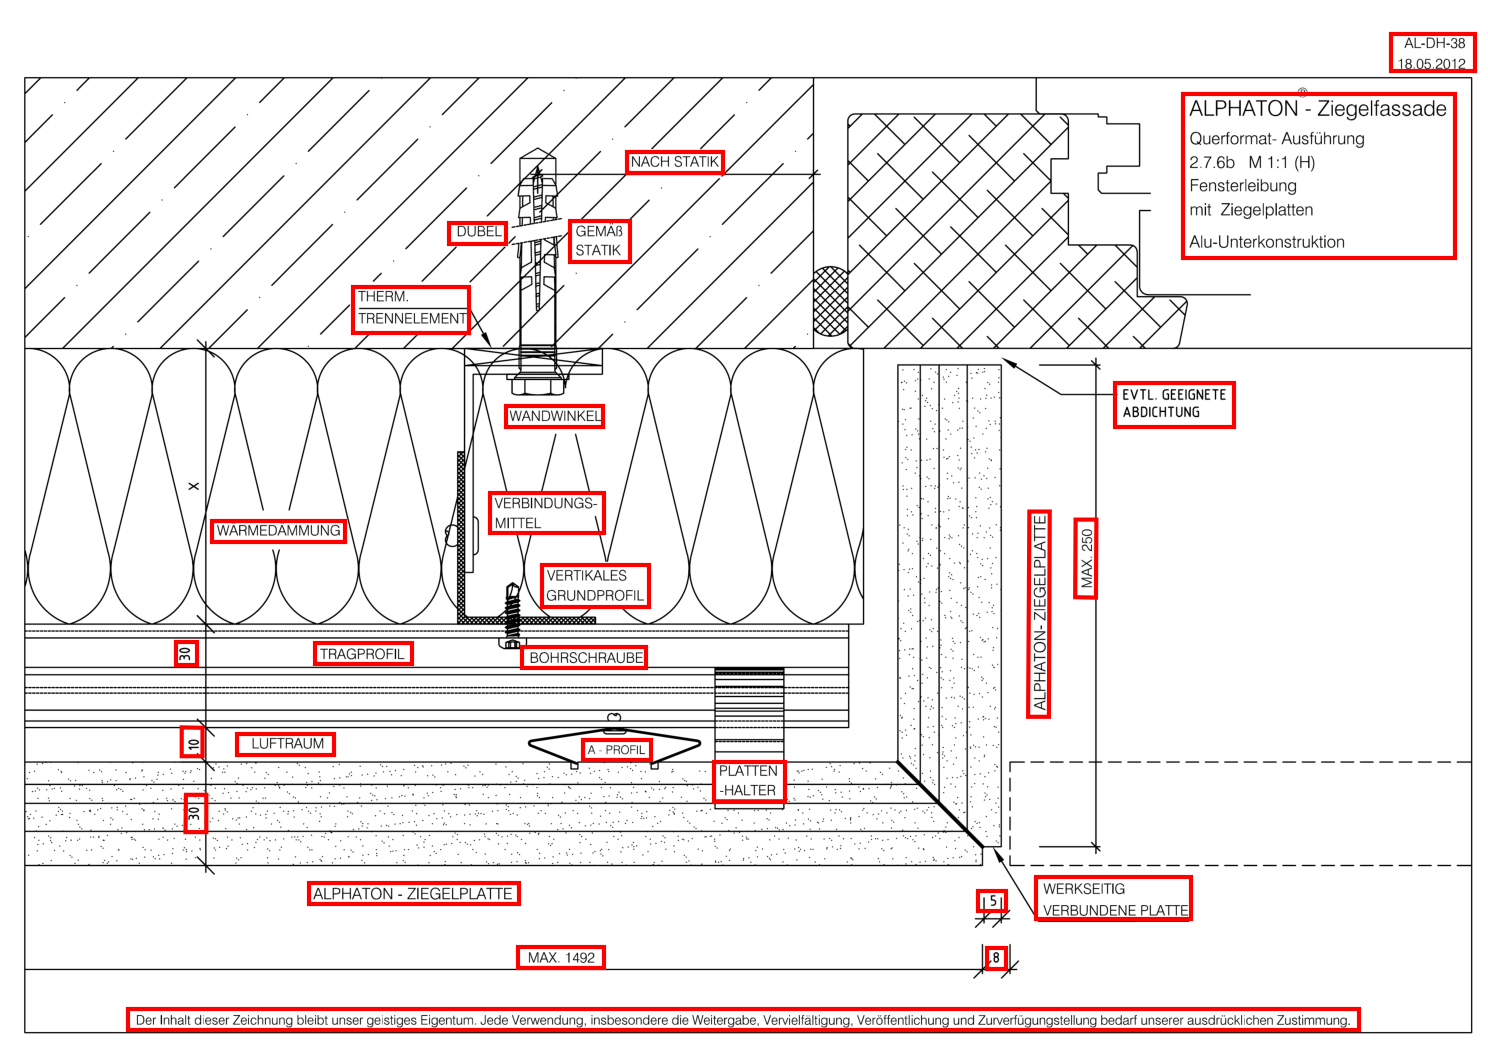 AL-DH-38
18.05.2012
ALPHATON® - Ziegelfassade
Querformat- Ausführung
2.7.6b M 1:1 (H)
Fensterleibung
mit Ziegelplatten
Alu-Unterkonstruktion
NACH STATIK
DÜBEL
GEMÄß
STATIK
THERM.
TRENNELEMENT
WANDWINKEL
EVTL. GEEIGNETE
ABDICHTUNG
X
VERBINDUNGS-
MITTEL
WÄRMEDÄMMUNG
MAX. 250
ALPHATON- ZIEGELPLATTE
VERTIKALES
GRUNDPROFIL
30
TRAGPROFIL
BOHRSCHRAUBE
10
LUFTRAUM
A - PROFIL
PLATTEN
-HALTER
30
ALPHATON - ZIEGELPLATTE
5
WERKSEITIG
VERBUNDENE PLATTE
MAX. 1492
8
Der Inhalt dieser Zeichnung bleibt unser geistiges Eigentum. Jede Verwendung, insbesondere die Weitergabe, Vervielfältigung, Veröffentlichung und Zurverfügungstellung bedarf unserer ausdrücklichen Zustimmung.